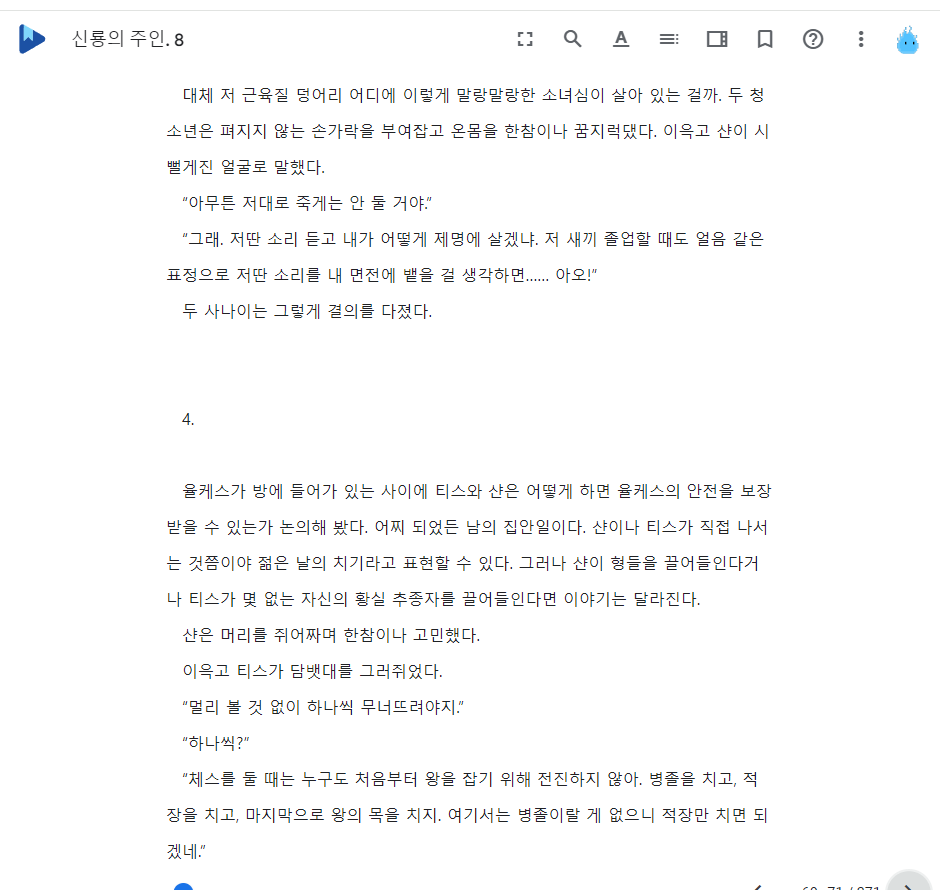 신룡의 주인. 8
대체 저 근육질 덩어리 어디에 이렇게 말랑말랑한 소녀심이 살아 있는 걸까. 두 청
소년은 펴지지 않는 손가락을 부여잡고 온몸을 한참이나 꿈지럭댔다. 이윽고 샨이 시
뻘게진 얼굴로 말했다.
“아무튼 저대로 죽게는 안 둘 거야.”
“그래. 저딴 소리 듣고 내가 어떻게 제명에 살겠냐. 저 새끼 졸업할 때도 얼음 같은
표정으로 저딴 소리를 내 면전에 뱉을 걸 생각하면…… 아오!”
두 사나이는 그렇게 결의를 다졌다.
4.
율케스가 방에 들어가 있는 사이에 티스와 샨은 어떻게 하면 율케스의 안전을 보장
받을 수 있는가 논의해 봤다. 어찌 되었든 남의 집안일이다. 샨이나 티스가 직접 나서
는 것쯤이야 젊은 날의 치기라고 표현할 수 있다. 그러나 샨이 형들을 끌어들인다거
나 티스가 몇 없는 자신의 황실 추종자를 끌어들인다면 이야기는 달라진다.
샨은 머리를 쥐어짜며 한참이나 고민했다.
이윽고 티스가 담뱃대를 그러쥐었다.
“멀리 볼 것 없이 하나씩 무너뜨려야지.”
“하나씩?”
“체스를 둘 때는 누구도 처음부터 왕을 잡기 위해 전진하지 않아. 병졸을 치고, 적
장을 치고, 마지막으로 왕의 목을 치지. 여기서는 병졸이랄 게 없으니 적장만 치면 되
겠네.”